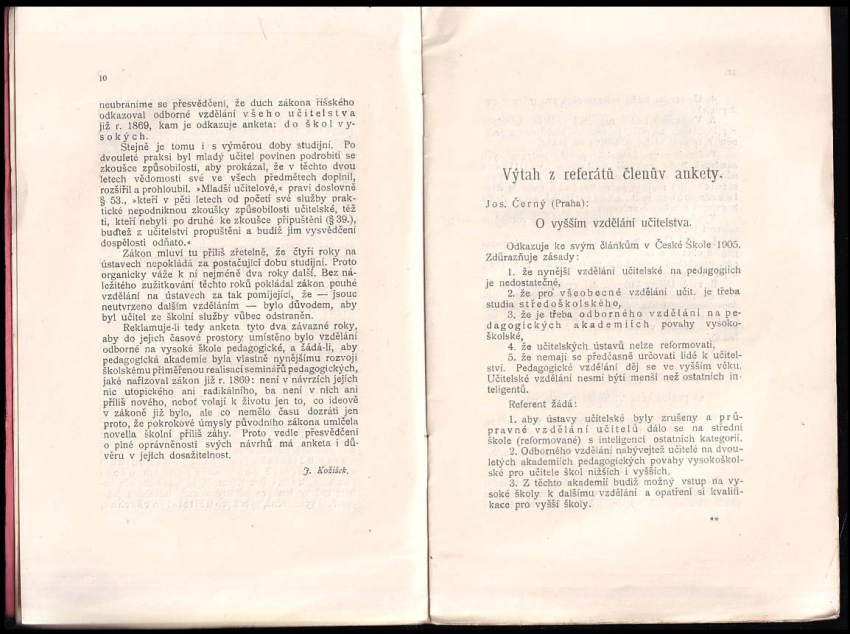 10
neubráníme se přesvědčení, že duch zákona říšského
odkazoval odborné vzdělání všeho učitelstva
již r. 1869, kam je odkazuje anketa: do škol vy-
sokých.
Stejně je tomu i s výměrou doby studijní. Po
dvouleté praksi byl mladý učitel povinen podrobiti se
zkoušce způsobilosti, aby prokázal, že v těchto dvou
letech vědomosti své ve všech předmětech doplnil,
rozšířil a prohloubil. »Mladší učitelové,« praví doslovně
§ 53., »kteří v pěti letech od početí své služby prak-
tické nepodniknou zkoušky způsobilosti učitelské, též
ti, kteří nebyli po druhé ke zkoušce připuštěni (§ 39.),
buďtež z učitelství propuštěni a budiž jim vysvědčení
dospělosti odňato.«
Zákon mluví tu příliš zřetelně, že čtyři roky na
ústavech nepokládá za postačující dobu studijní. Proto
organicky váže k ní nejméně dva roky další. Bez ná-
ležitého zužitkování těchto roků pokládal zákon pouhé
vzdělání na ústavech za tak pomíjející, že — jsouc
neutvrzeno dalším vzděláním — bylo důvodem, aby
byl učitel ze školní služby vůbec odstraněn.
Reklamuje-li tedy anketa tyto dva závazné roky,
aby do jejich časové prostory umístěno bylo vzdělání
odborné na vysoké škole pedagogické, a žádá-li, aby
pedagogická akademie byla vlastně nynějšímu rozvoji
školskému přiměřenou realisací seminářů pedagogických,
jaké nařizoval zákon již r. 1869: není v návrzích jejích
nic utopického ani radikálního, ba není v nich ani
příliš nového, neboť volají k životu jen to, co ideově
v zákoně již bylo, ale co nemělo času dozráti jen
proto, že pokrokové úmysly původního zákona umlčela
novella školní příliš záhy. Proto vedle přesvědčení
o plné oprávněnosti svých návrhů má anketa i dů-
věru v jejich dosažitelnost.
J. Kožíšek.
Výtah z referátů členův ankety.
Jos. Černý (Praha):
O vyšším vzdělání učitelstva.
Odkazuje ke svým článkům v České Škole 1905.
Zdůrazňuje zásady:
1. že nynější vzdělání učitelské na pedagogiích
je nedostatečné,
2. že pro všeobecné vzdělání učit. je třeba
studia středoškolského,
3. že je třeba odborného vzdělání na pe-
dagogických akademiích povahy vysoko-
školské,
4. že učitelských ústavů nelze reformovati,
5. že nemají se předčasně určovati lidé k učitel-
ství. Pedagogické vzdělání děj se ve vyšším věku.
Učitelské vzdělání nesmí býti menší než ostatních in-
teligentů.
Referent žádá:
1. aby ústavy učitelské byly zrušeny a prů-
pravné vzdělání učitelů dálo se na střední
škole (reformované) s inteligencí ostatních kategorií.
2. Odborného vzdělání nabývejtež učitelé na dvou-
letých akademiích pedagogických povahy vysokoškol-
ské pro učitele škol nižších i vyšších.
3. Z těchto akademií budiž možný vstup na vy-
soké školy k dalšímu vzdělání a opatření si kvalifi-
kace pro vyšší školy.
**